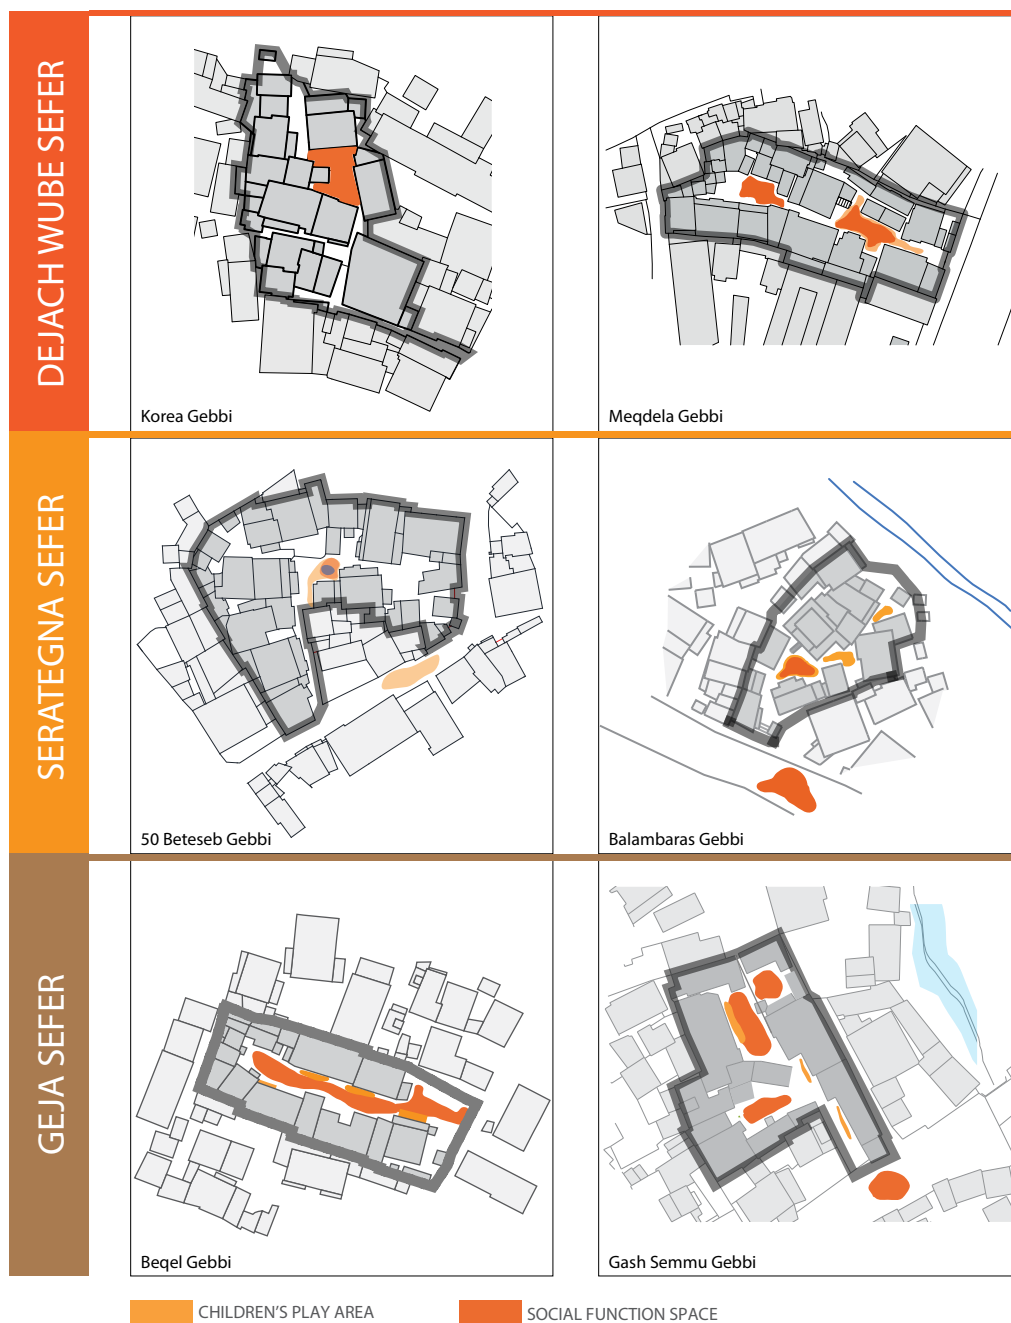 DEJACH WUBE SEFER
Korea Gebbi
Meqdela Gebbi
SERATEGNA SEFER
50 Beteseb Gebbi
Balambaras Gebbi
GEJA SEFER
Beqel Gebbi
Gash Semmu Gebbi
CHILDREN'S PLAY AREA
SOCIAL FUNCTION SPACE